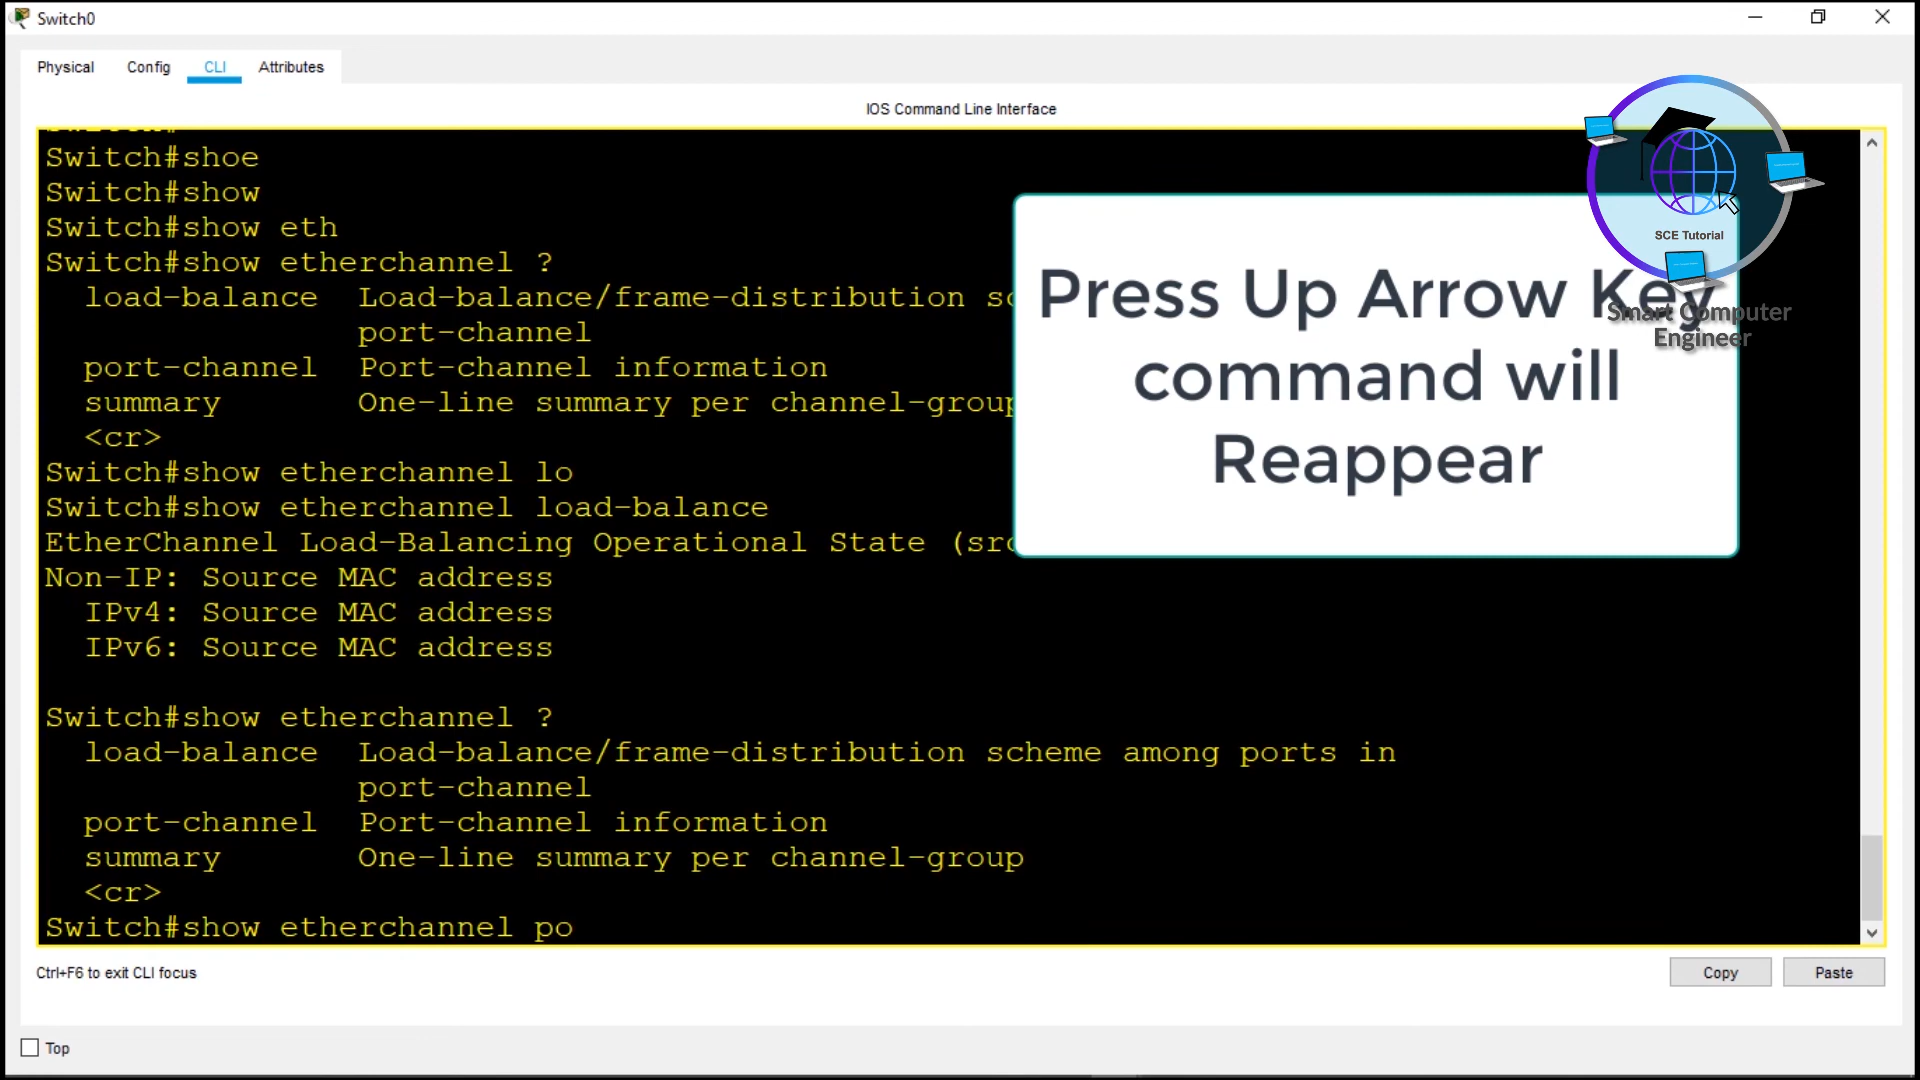 Switch0
Physical Config CLI Attributes
IOS Command Line Interface
Switch#shoe
Switch#show
Switch#show eth
Switch#show etherchannel ?
load-balance Load-balance/frame-distribution
port-channel
port-channel Port-channel information
summary One-line summary per channel-group
<cr>
Switch#show etherchannel lo
Switch#show etherchannel load-balance
EtherChannel Load-Balancing Operational State
Non-IP: Source MAC address
IPv4: Source MAC address
IPv6: Source MAC address
Switch#show etherchannel ?
load-balance Load-balance/frame-distribution scheme among ports in
port-channel
port-channel Port-channel information
summary One-line summary per channel-group
<cr>
Switch#show etherchannel po
Press Up Arrow Key
command will
Reappear
SCE Tutorial
Smart Computer
Engineer
Ctrl+F6 to exit CLI focus
Copy Paste
Top